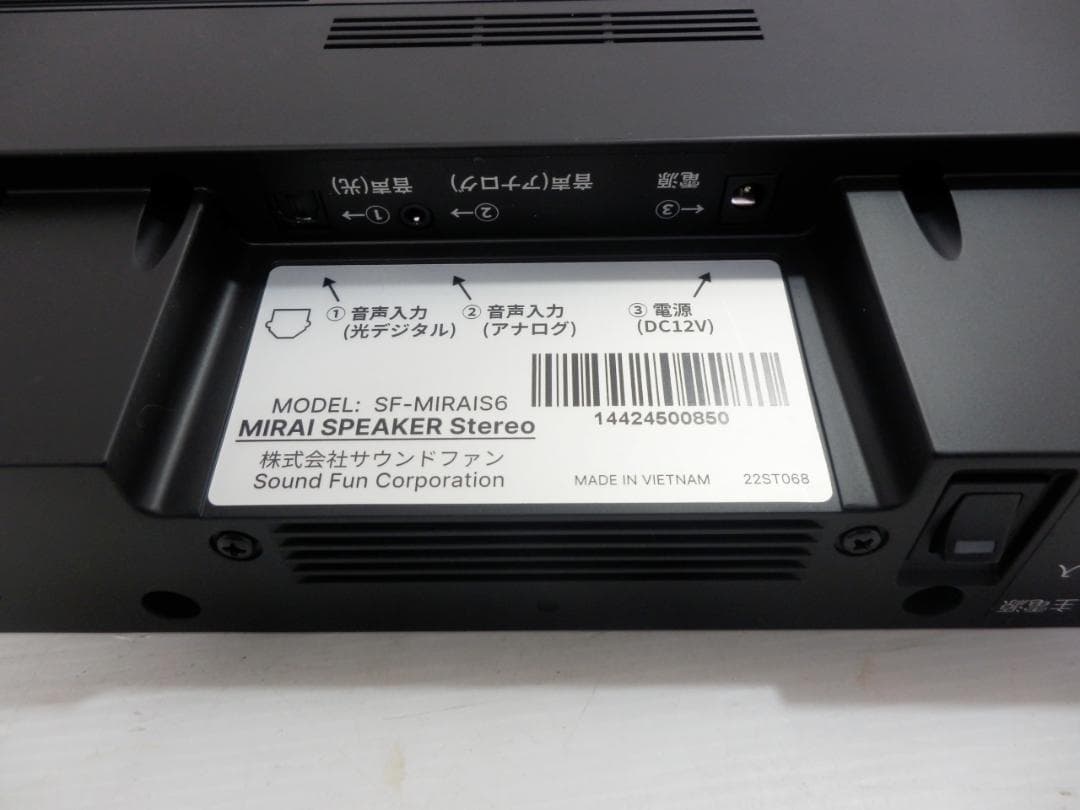 音声(光)
音声(アナログ)
電源
①→
②→
③←
① 音声入力
(光デジタル)
② 音声入力
(アナログ)
③ 電源
(DC12V)
14424500850
MODEL: SF-MIRAIS6
MIRAI SPEAKER Stereo
株式会社サウンドファン
Sound Fun Corporation
MADE IN VIETNAM 22ST068
主電源